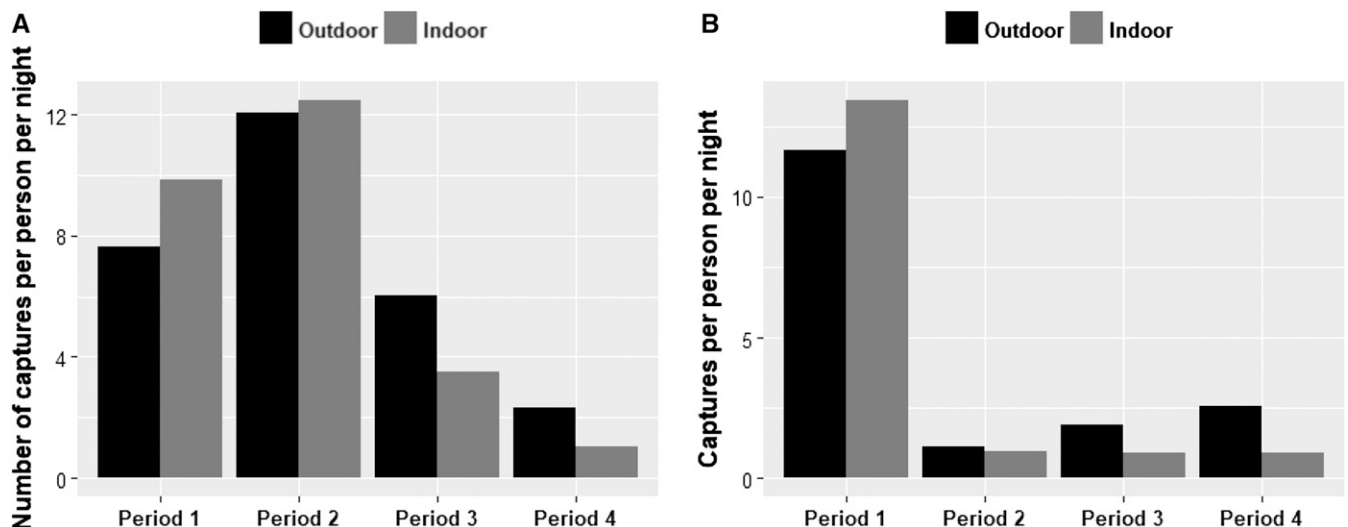 A
Outdoor Indoor
Number of captures per person per night
12
8
4
0
Period 1 Period 2 Period 3 Period 4
B
Outdoor Indoor
Captures per person per night
10
5
0
Period 1 Period 2 Period 3 Period 4